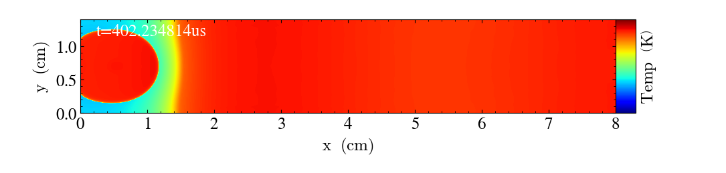 t=402.234814us
1.0
0.5
0.0
y (cm)
0 1 2 3 4 5 6 7 8
x (cm)
Temp (K)